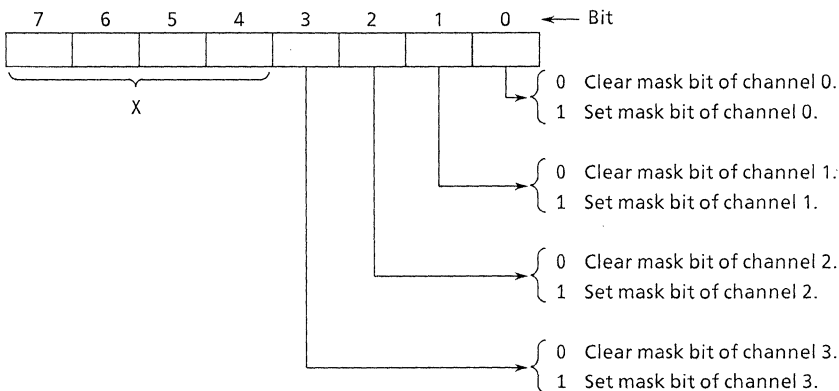 7 6 5 4 3 2 1 0 Bit
X
0 Clear mask bit of channel 0.
1 Set mask bit of channel 0.
0 Clear mask bit of channel 1.
1 Set mask bit of channel 1.
0 Clear mask bit of channel 2.
1 Set mask bit of channel 2.
0 Clear mask bit of channel 3.
1 Set mask bit of channel 3.